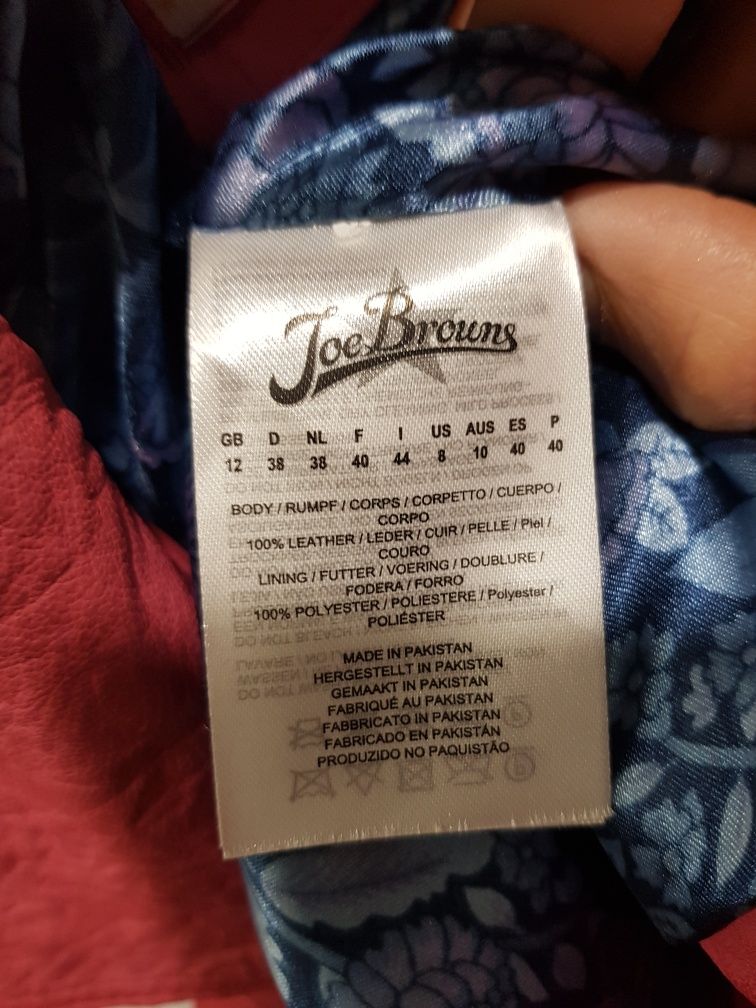 Joe Browns
GB D NL F I US AUS ES P
12 38 38 40 44 8 10 40 40
BODY / RUMPF / CORPS / CORPETTO / CUERPO /
CORPO
100% LEATHER / LEDER / CUIR / PELLE / Piel /
COURO
LINING / FUTTER / VOERING / DOUBLURE /
FODERA / FORRO
100% POLYESTER / POLIESTERE / Polyester /
POLIÉSTER
MADE IN PAKISTAN
HERGESTELLT IN PAKISTAN
GEMAAKT IN PAKISTAN
FABRIQUÉ AU PAKISTAN
FABBRICATO IN PAKISTAN
FABRICADO EN PAKISTÁN
PRODUZIDO NO PAQUISTÃO